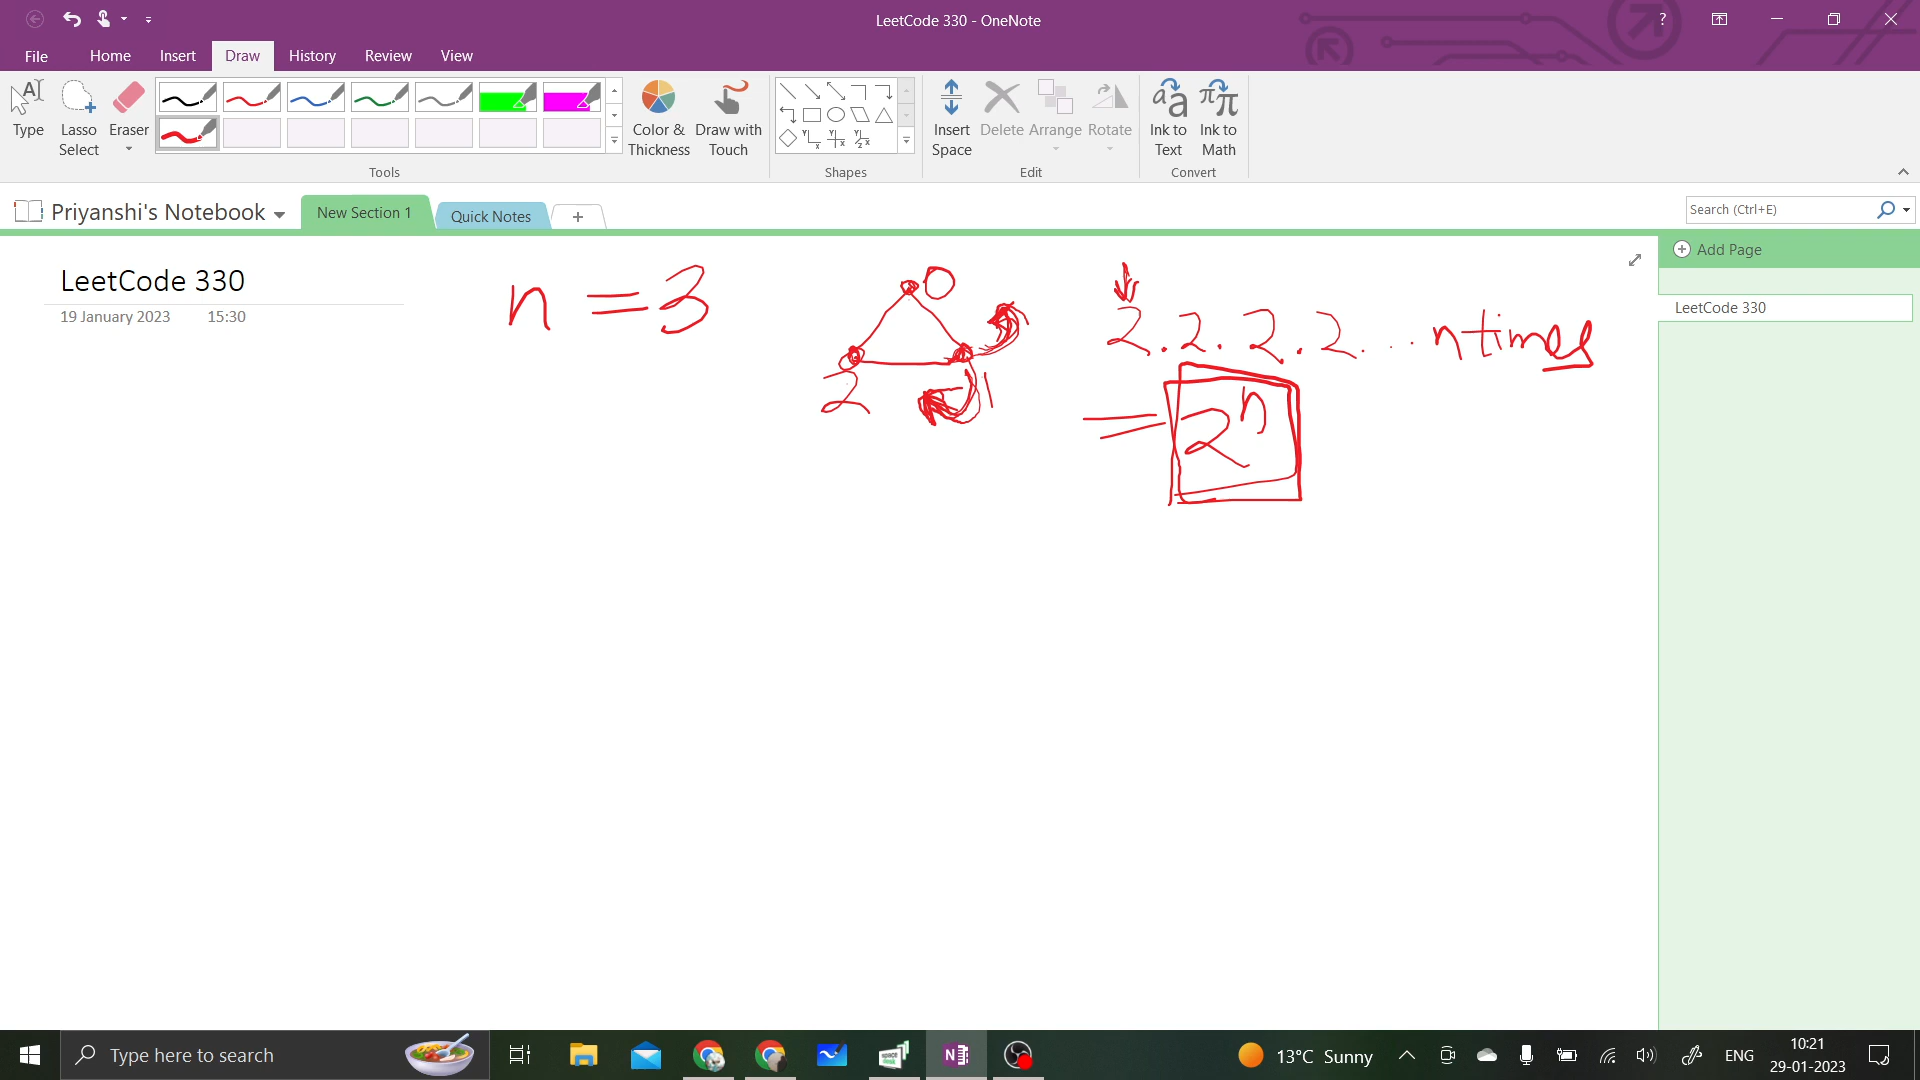 LeetCode 330 - OneNote
?
File Home Insert Draw History Review View
Type
Lasso Select
Eraser
Color & Thickness
Draw with Touch
Insert Space
Delete
Arrange
Rotate
Ink to Text
Ink to Math
Tools
Shapes
Edit
Convert
Priyanshi's Notebook
New Section 1
Quick Notes
+
Search (Ctrl+E)
Add Page
LeetCode 330
LeetCode 330
19 January 2023 15:30
n = 3
0
2
1
2.2.2.2. ... n times
= 2^n
Type here to search
13°C Sunny
ENG
10:21
29-01-2023